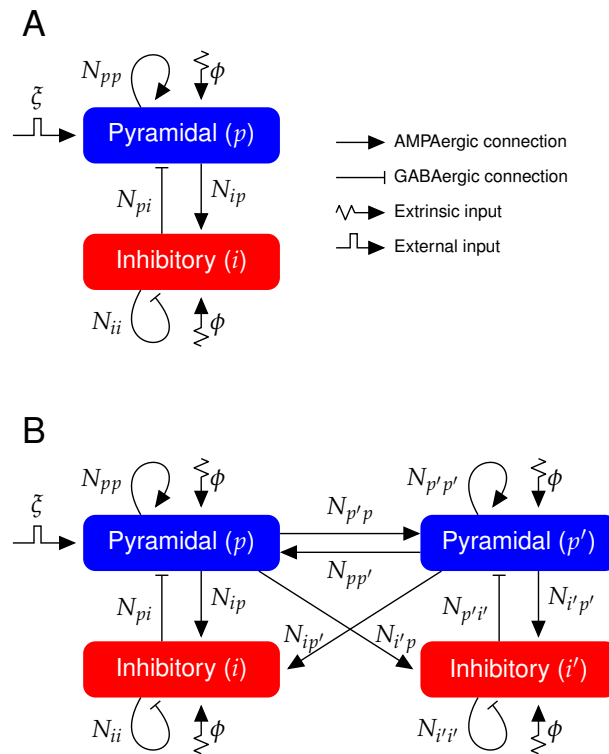 A
N_pp
ϕ
ξ
Pyramidal (p)
N_pi
N_ip
Inhibitory (i)
N_ii
ϕ
AMPAergic connection
GABAergic connection
Extrinsic input
External input
B
N_pp
ϕ
N_p′p′
ϕ
ξ
Pyramidal (p)
N_p′p
Pyramidal (p′)
N_pp′
N_pi
N_ip
N_ip′
N_i′p
N_p′i′
N_i′p′
Inhibitory (i)
Inhibitory (i′)
N_ii
ϕ
N_i′i′
ϕ